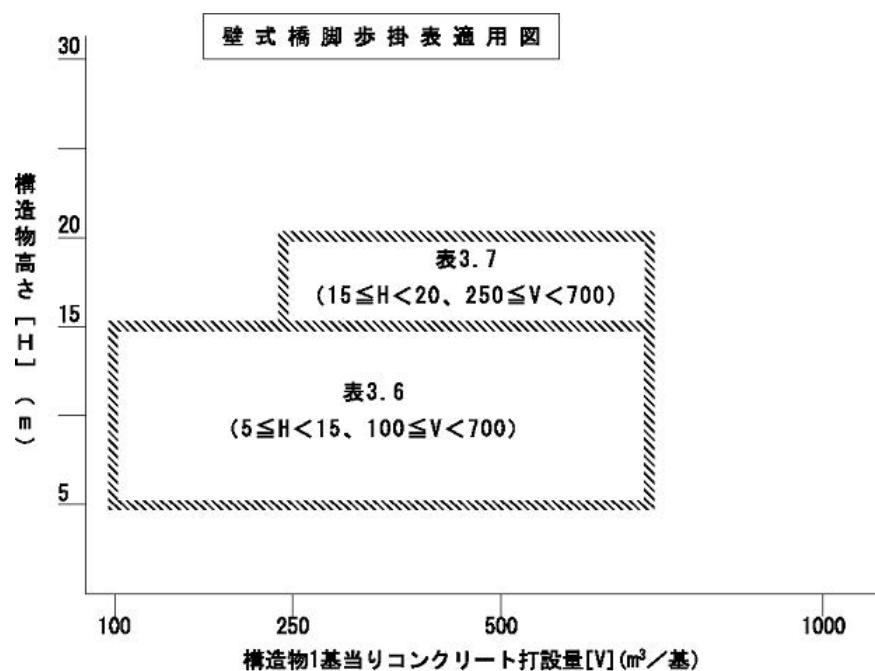 壁式橋脚歩掛表適用図
30
20
15
5
構造物高さ[H] (m)
表3.7
(15≦H<20、250≦V<700)
表3.6
(5≦H<15、100≦V<700)
100 250 500 1000
構造物1基当りコンクリート打設量[V](m³/基)